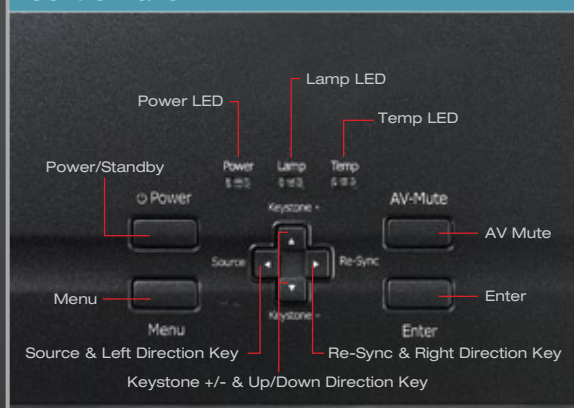 Lamp LED
Power LED
Temp LED
Power Lamp Temp
Power/Standby
Power
Keystone +
AV-Mute
AV Mute
Source
Re-Sync
Menu
Enter
Keystone -
Menu
Enter
Source & Left Direction Key
Re-Sync & Right Direction Key
Keystone +/- & Up/Down Direction Key